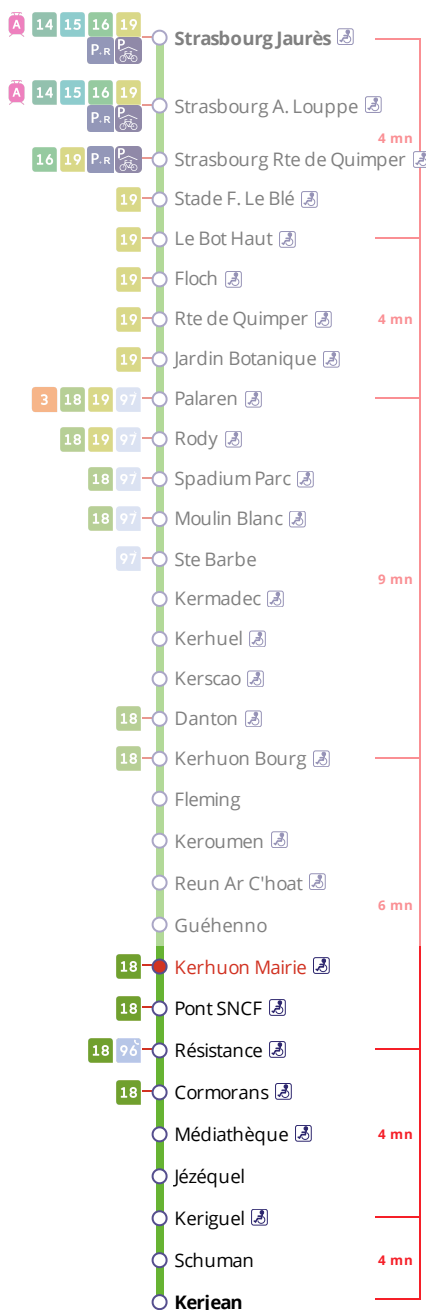 A 14 15 16 19 Strasbourg Jaurès
P+R P
A 14 15 16 19 Strasbourg A. Louppe
P+R P
4 mn
16 19 P+R P Strasbourg Rte de Quimper
19 Stade F. Le Blé
19 Le Bot Haut
19 Floch
19 Rte de Quimper 4 mn
19 Jardin Botanique
3 18 19 97 Palaren
18 19 97 Rody
18 97 Spadium Parc
18 97 Moulin Blanc
97 Ste Barbe
9 mn
Kermadec
Kerhuel
Kerscao
18 Danton
18 Kerhuon Bourg
Fleming
Keroumen
Reun Ar C'hoat
6 mn
Guéhenno
18 Kerhuon Mairie
18 Pont SNCF
18 96 Résistance
18 Cormorans
Médiathèque 4 mn
Jézéquel
Keriguel
Schuman 4 mn
Kerjean